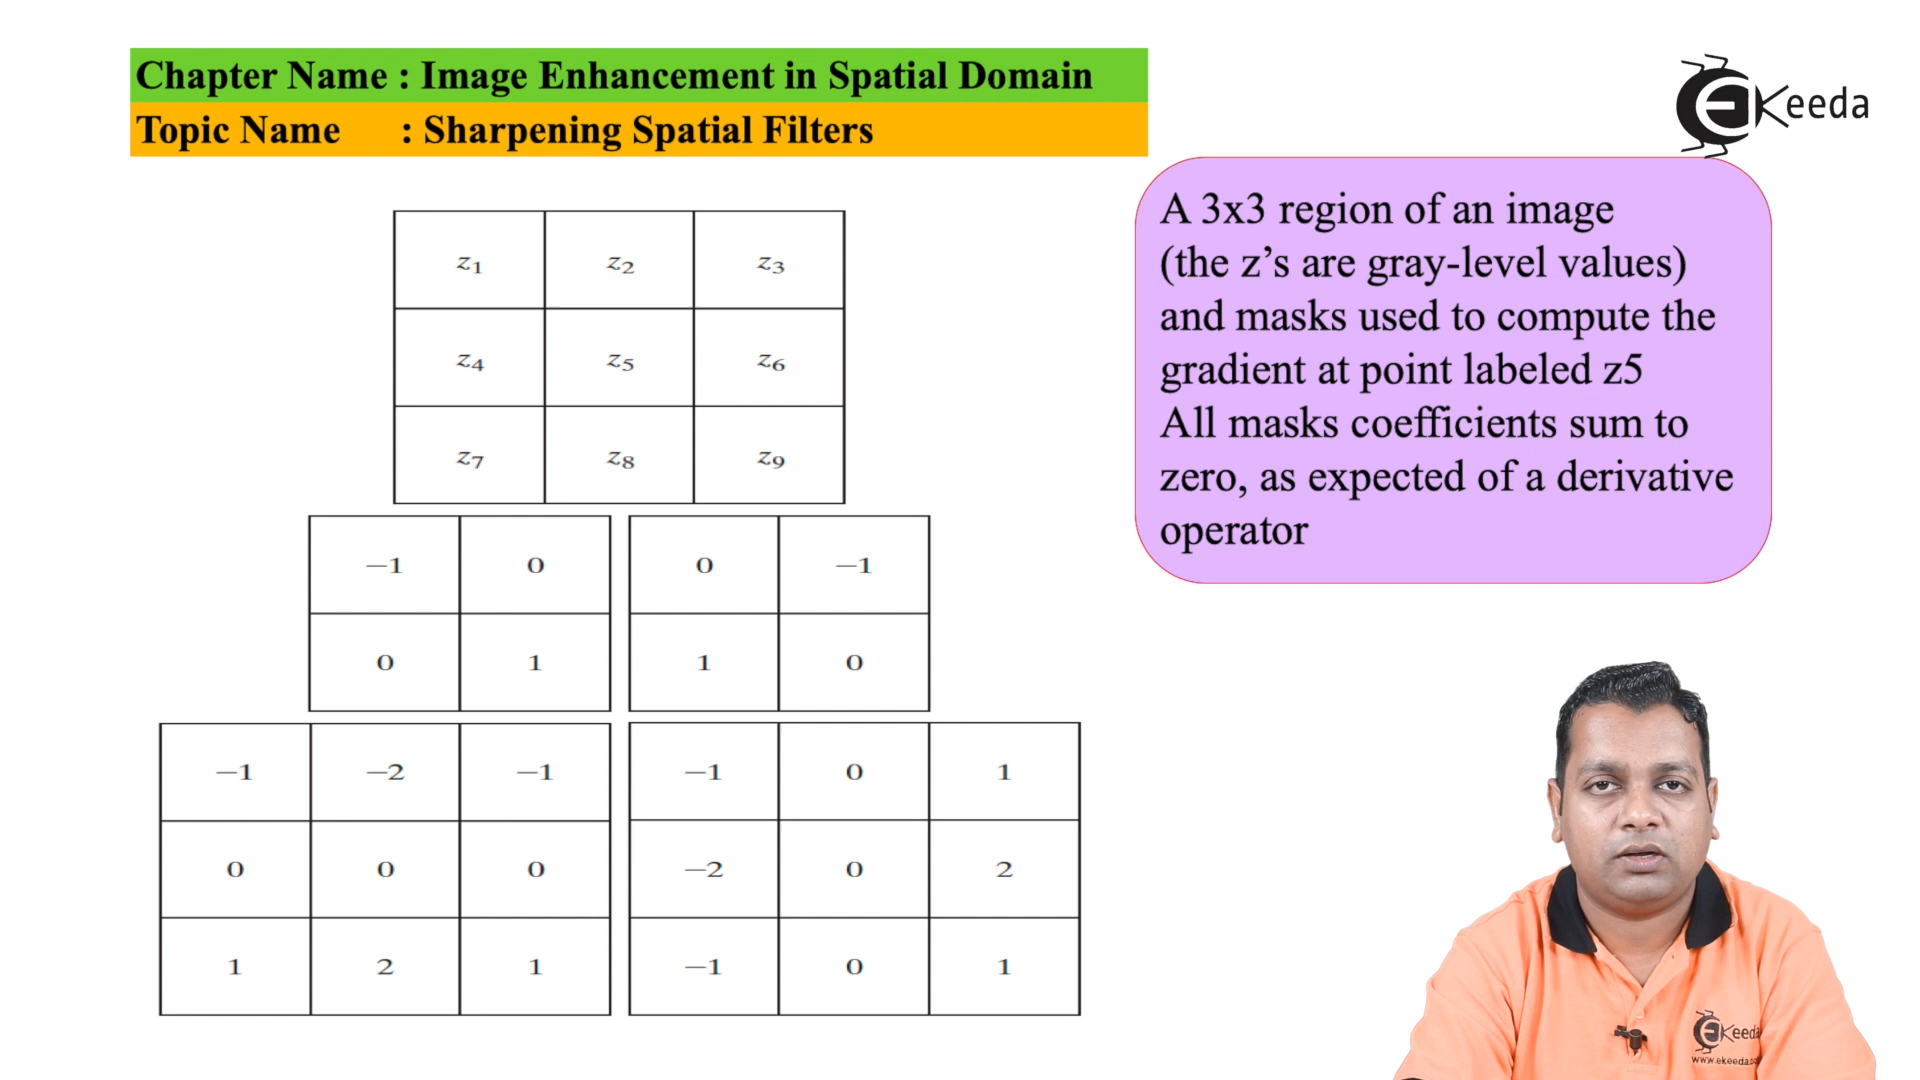 Chapter Name : Image Enhancement in Spatial Domain
Topic Name : Sharpening Spatial Filters
EKeeda
A 3x3 region of an image
(the z’s are gray-level values)
and masks used to compute the
gradient at point labeled z5
All masks coefficients sum to
zero, as expected of a derivative
operator
z1 z2 z3
z4 z5 z6
z7 z8 z9
−1 0 0 −1
0 1 1 0
−1 −2 −1 −1 0 1
0 0 0 −2 0 2
1 2 1 −1 0 1
EKeeda